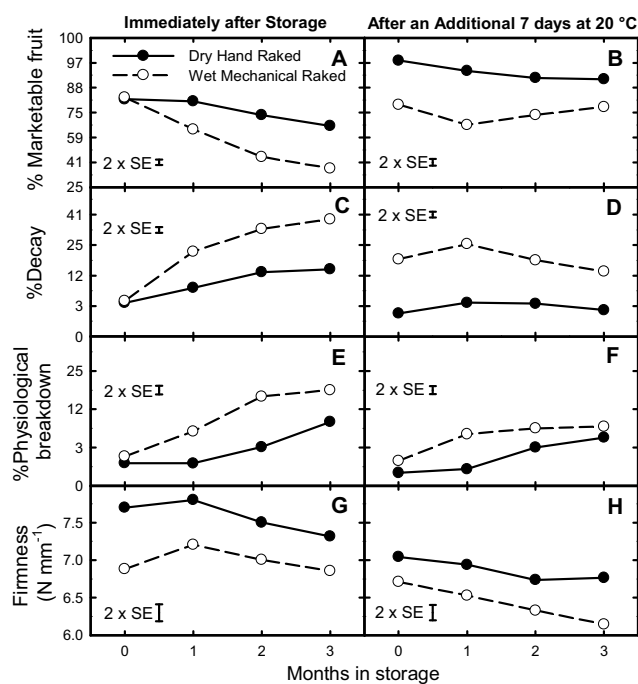 Immediately after Storage
After an Additional 7 days at 20 °C
% Marketable fruit
100
97
88
75
59
41
25
Dry Hand Raked
Wet Mechanical Raked
A
2 x SE
B
2 x SE
%Decay
41
25
12
3
0
C
2 x SE
D
2 x SE
%Physiological
breakdown
25
12
3
0
E
2 x SE
F
2 x SE
Firmness
(N mm-1)
7.5
7.0
6.5
6.0
G
2 x SE
H
2 x SE
0 1 2 3 0 1 2 3
Months in storage